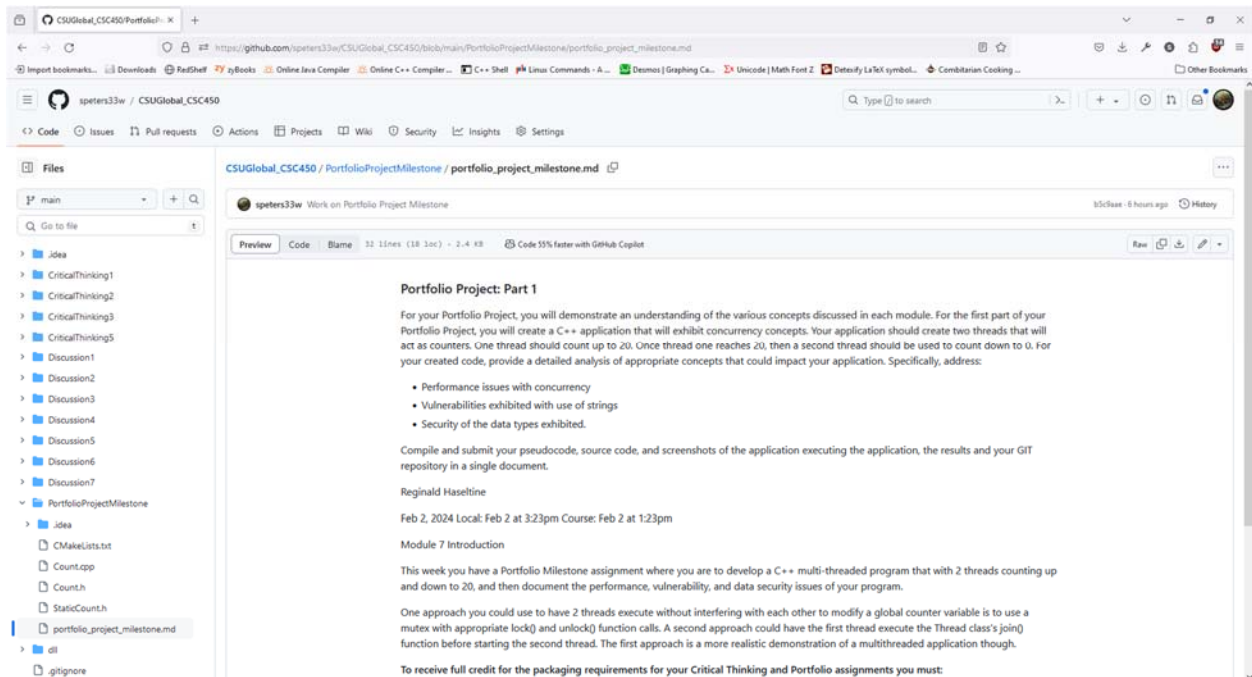 CSUGlobal_CSC450/Portfolio
https://github.com/speters33w/CSUGlobal_CSC450/blob/main/PortfolioProjectMilestone/portfolio_project_milestone.md
Import bookmarks... Downloads RedShelf zyBooks Online Java Compiler Online C++ Compiler... C++ Shell Linus Commands - A ... Desmos | Graphing Ca... Unicode | Math Font Z Detexify LaTeX symbol... Combitarian Cooking ... Other Bookmarks
speters33w / CSUGlobal_CSC450 Type / to search
Code Issues Pull requests Actions Projects Wiki Security Insights Settings
Files
main
Go to file t
.idea
CriticalThinking1
CriticalThinking2
CriticalThinking3
CriticalThinking5
Discussion1
Discussion2
Discussion3
Discussion4
Discussion5
Discussion6
Discussion7
PortfolioProjectMilestone
.idea
CMakeLists.txt
Count.cpp
Count.h
StaticCount.h
portfolio_project_milestone.md
dll
.gitignore
CSUGlobal_CSC450 / PortfolioProjectMilestone / portfolio_project_milestone.md
speters33w Work on Portfolio Project Milestone b5c9aae · 6 hours ago History
Preview Code Blame 32 lines (18 loc) · 2.4 KB Code 55% faster with GitHub Copilot Raw
Portfolio Project: Part 1
For your Portfolio Project, you will demonstrate an understanding of the various concepts discussed in each module. For the first part of your
Portfolio Project, you will create a C++ application that will exhibit concurrency concepts. Your application should create two threads that will
act as counters. One thread should count up to 20. Once thread one reaches 20, then a second thread should be used to count down to 0. For
your created code, provide a detailed analysis of appropriate concepts that could impact your application. Specifically, address:
• Performance issues with concurrency
• Vulnerabilities exhibited with use of strings
• Security of the data types exhibited.
Compile and submit your pseudocode, source code, and screenshots of the application executing the application, the results and your GIT
repository in a single document.
Reginald Haseltine
Feb 2, 2024 Local: Feb 2 at 3:23pm Course: Feb 2 at 1:23pm
Module 7 Introduction
This week you have a Portfolio Milestone assignment where you are to develop a C++ multi-threaded program that with 2 threads counting up
and down to 20, and then document the performance, vulnerability, and data security issues of your program.
One approach you could use to have 2 threads execute without interfering with each other to modify a global counter variable is to use a
mutex with appropriate lock() and unlock() function calls. A second approach could have the first thread execute the Thread class's join()
function before starting the second thread. The first approach is a more realistic demonstration of a multithreaded application though.
To receive full credit for the packaging requirements for your Critical Thinking and Portfolio assignments you must: